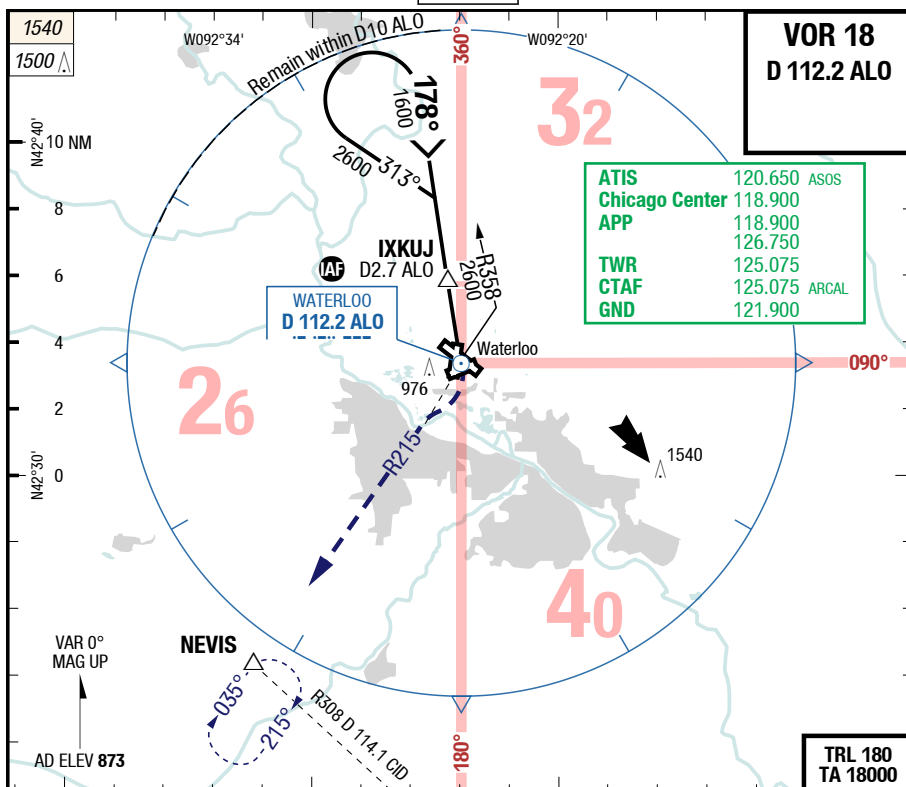 1540
1500
W092°34'
Remain within D10 ALO
360°
W092°20'
VOR 18
D 112.2 ALO
32
178°
1600
2600
313°
N42°40'
10 NM
8
6
4
2
0
N42°30'
ATIS 120.650 ASOS
Chicago Center 118.900
APP 118.900
126.750
TWR 125.075
CTAF 125.075 ARCAL
GND 121.900
IXKUJ
D2.7 ALO
IAF
R358
2600
WATERLOO
D 112.2 ALO
Waterloo
090°
976
26
R215
1540
40
VAR 0°
MAG UP
NEVIS
035°
215°
R308 D 114.1 CID
180°
AD ELEV 873
TRL 180
TA 18000